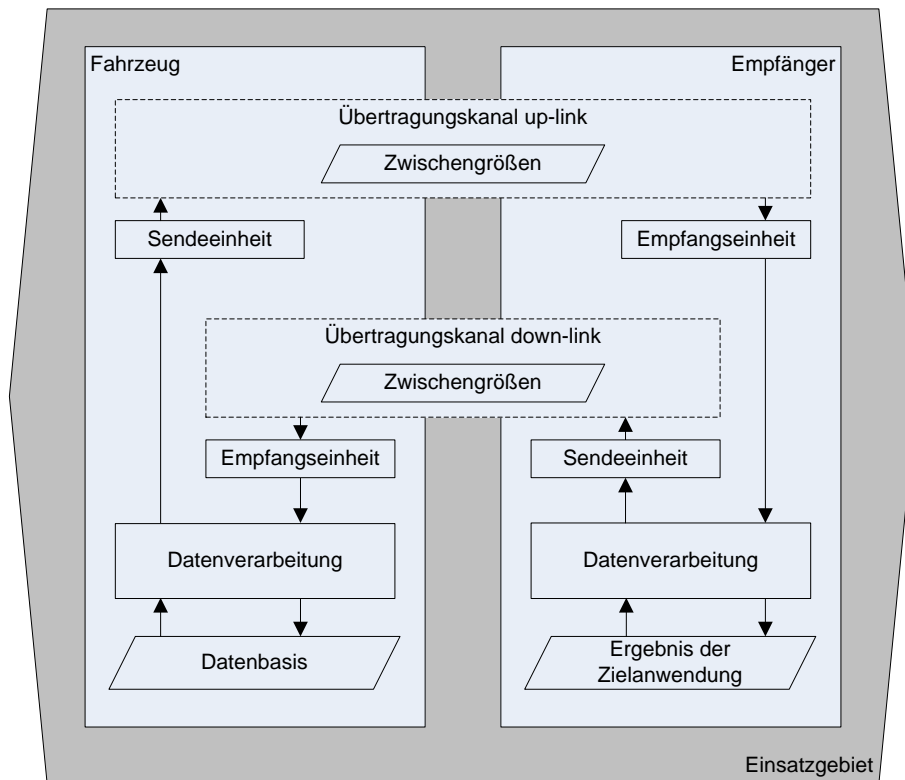 Fahrzeug
Empfänger
Übertragungskanal up-link
Zwischengrößen
Sendeeinheit
Empfangseinheit
Übertragungskanal down-link
Zwischengrößen
Empfangseinheit
Sendeeinheit
Datenverarbeitung
Datenverarbeitung
Datenbasis
Ergebnis der
Zielanwendung
Einsatzgebiet